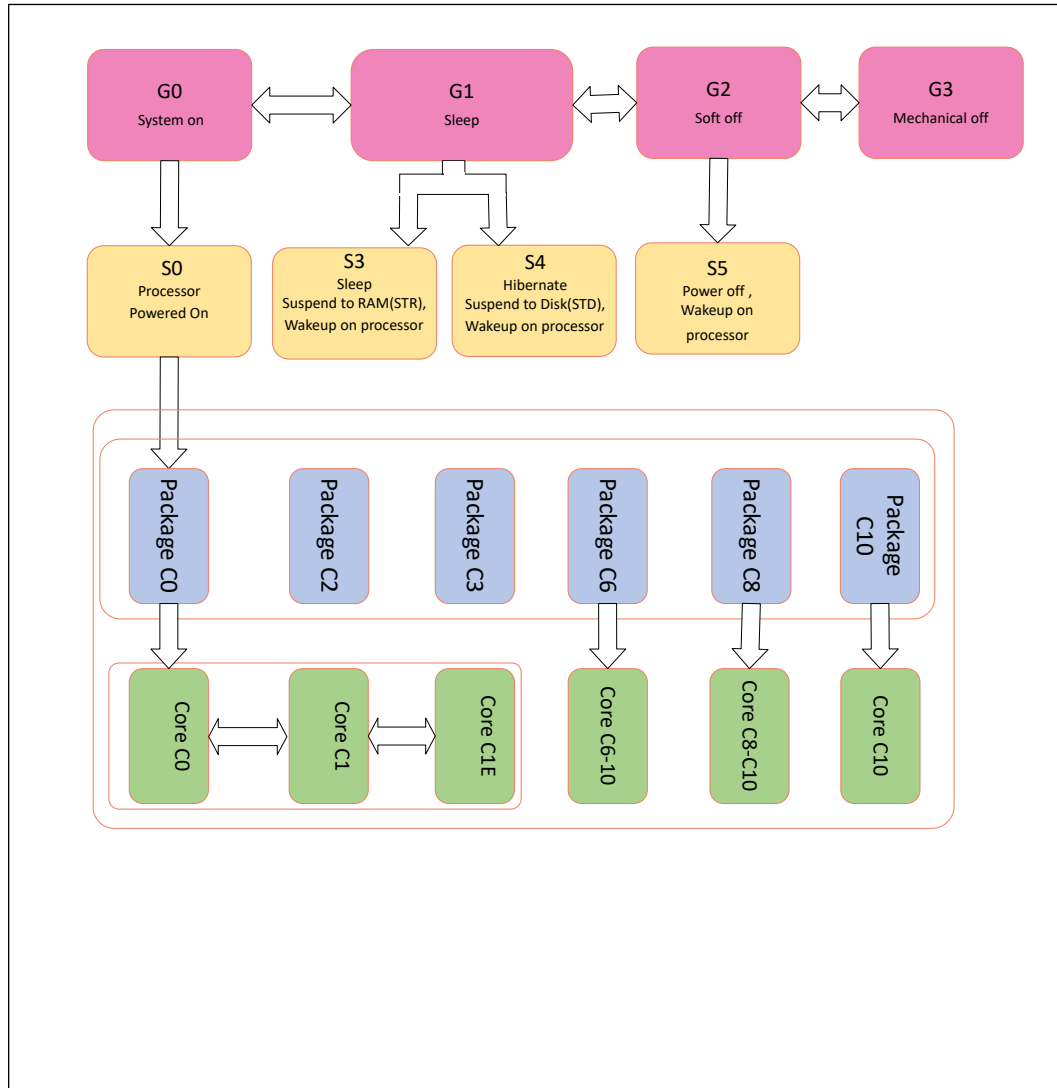 G0
System on
G1
Sleep
G2
Soft off
G3
Mechanical off
S0
Processor
Powered On
S3
Sleep
Suspend to RAM(STR),
Wakeup on processor
S4
Hibernate
Suspend to Disk(STD),
Wakeup on processor
S5
Power off ,
Wakeup on
processor
Package C0
Package C2
Package C3
Package C6
Package C8
Package
C10
Core C0
Core C1
Core C1E
Core C6-10
Core C8-C10
Core C10